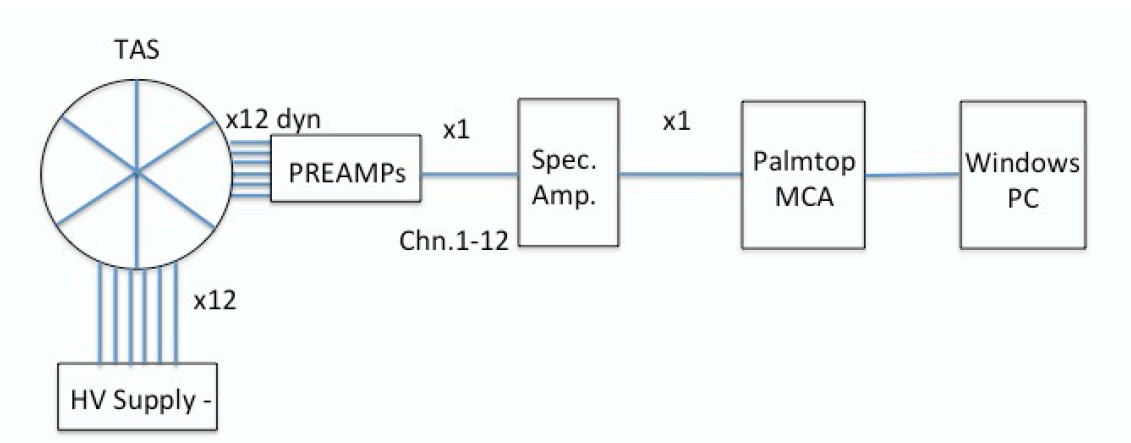 TAS
x12 dyn
PREAMPs
x1
Spec.
Amp.
Chn.1-12
x1
Palmtop
MCA
Windows
PC
x12
HV Supply -